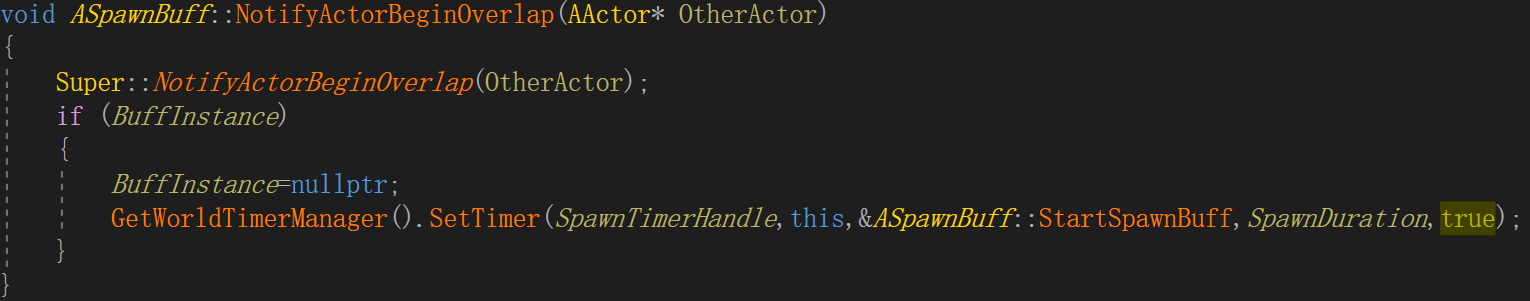 void ASpawnBuff::NotifyActorBeginOverlap(AActor* OtherActor)
{
    Super::NotifyActorBeginOverlap(OtherActor);
    if (BuffInstance)
    {
        BuffInstance=nullptr;
        GetWorldTimerManager().SetTimer(SpawnTimerHandle,this,&ASpawnBuff::StartSpawnBuff,SpawnDuration,true);
    }
}